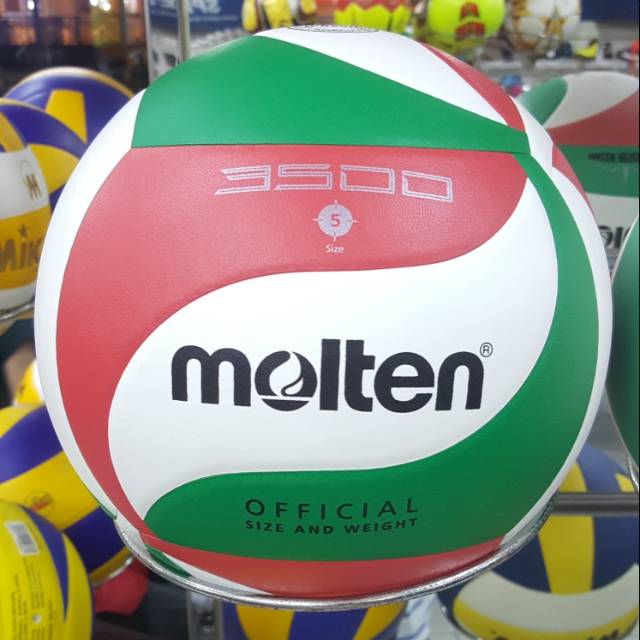 3500
5
Size
molten®
OFFICIAL
SIZE AND WEIGHT